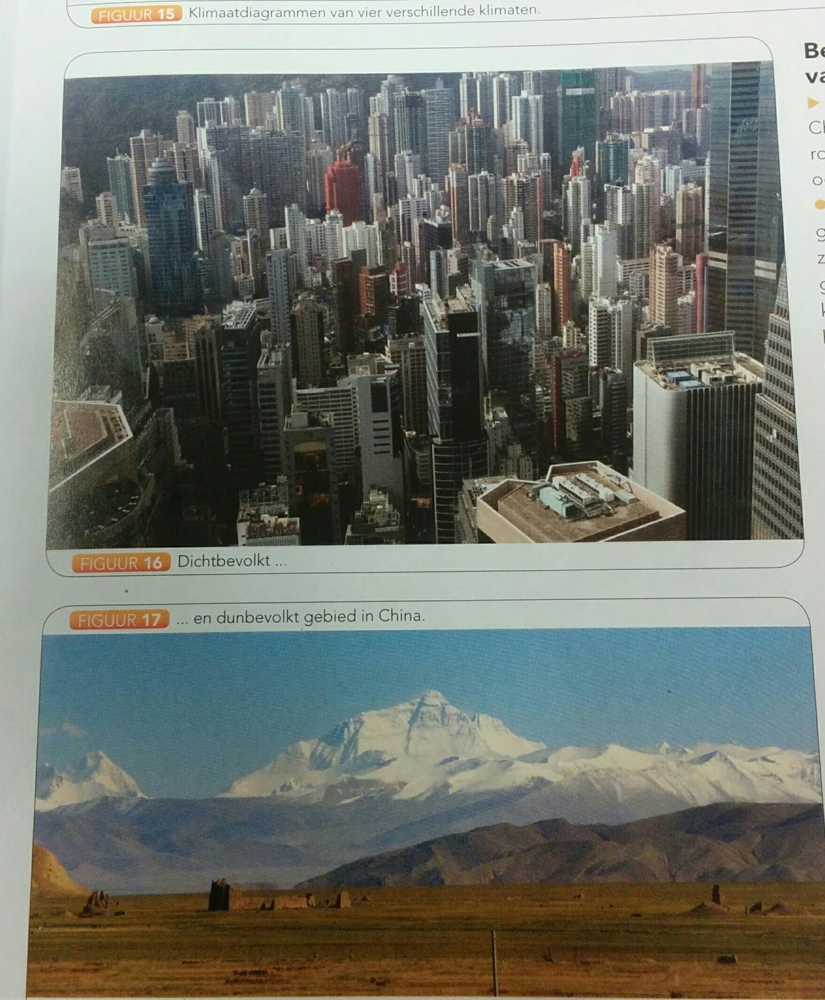 FIGUUR 15 Klimaatdiagrammen van vier verschillende klimaten.
FIGUUR 16 Dichtbevolkt ...
FIGUUR 17 ... en dunbevolkt gebied in China.